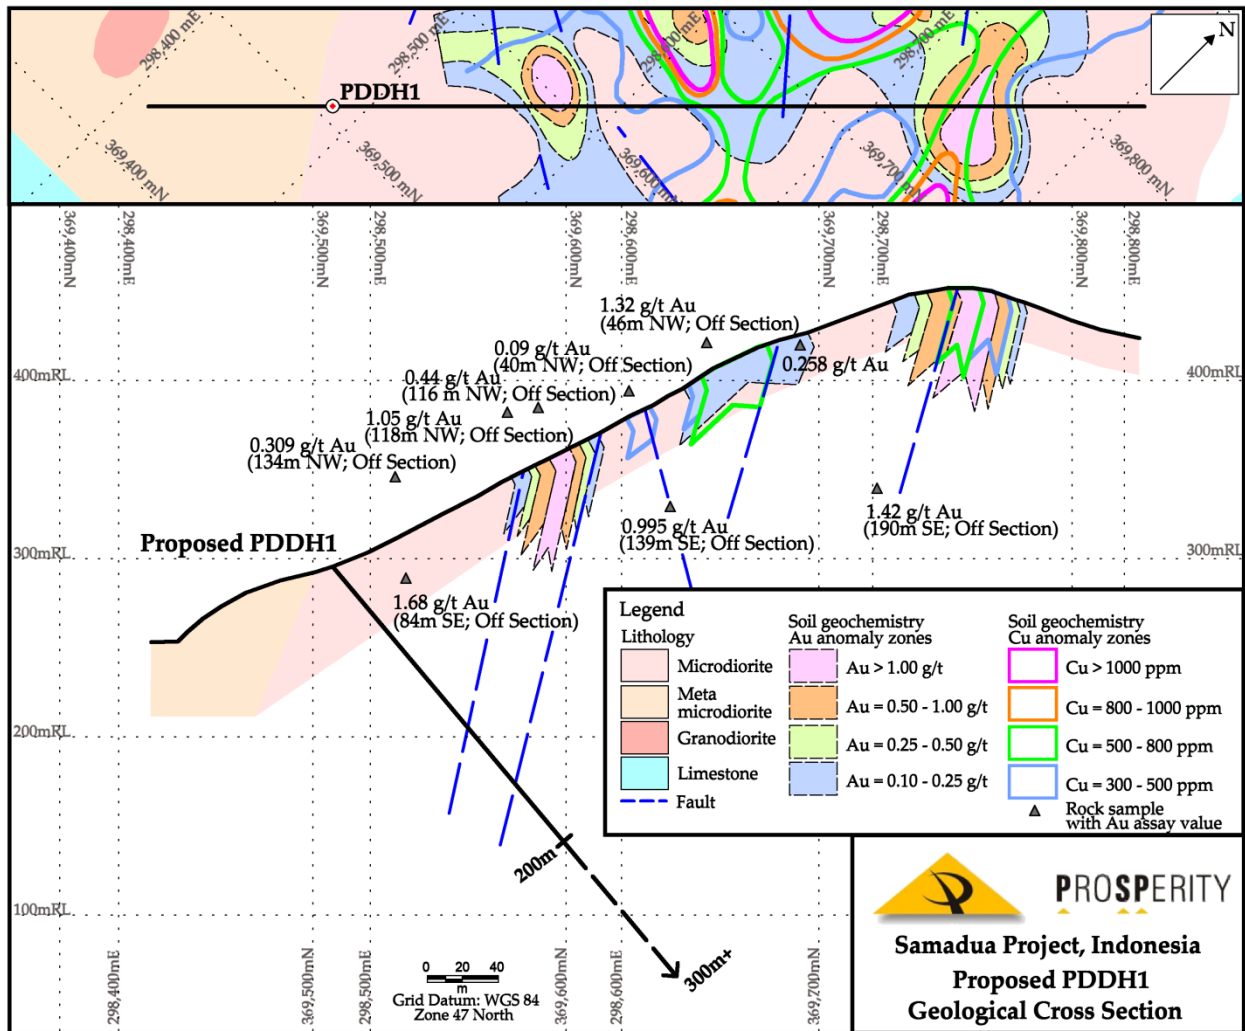 298,400 mE
298,500 mE
298,600 mE
298,700 mE
N
PDDH1
369,400 mN
369,500 mN
369,600 mN
369,700 mN
369,800 mN
369,400mN
298,400mE
369,500mN
298,500mE
369,600mN
298,600mE
369,700mN
298,700mE
369,800mN
298,800mE
1.32 g/t Au
(46m NW; Off Section)
0.09 g/t Au
(40m NW; Off Section)
0.258 g/t Au
400mRL
400mRL
0.44 g/t Au
(116 m NW; Off Section)
1.05 g/t Au
(118m NW; Off Section)
0.309 g/t Au
(134m NW; Off Section)
1.42 g/t Au
(190m SE; Off Section)
0.995 g/t Au
(139m SE; Off Section)
Proposed PDDH1
300mRL
300mRL
1.68 g/t Au
(84m SE; Off Section)
Legend
Lithology
Microdiorite
Meta
microdiorite
Granodiorite
Limestone
Fault
Soil geochemistry
Au anomaly zones
Au > 1.00 g/t
Au = 0.50 - 1.00 g/t
Au = 0.25 - 0.50 g/t
Au = 0.10 - 0.25 g/t
Soil geochemistry
Cu anomaly zones
Cu > 1000 ppm
Cu = 800 - 1000 ppm
Cu = 500 - 800 ppm
Cu = 300 - 500 ppm
Rock sample
with Au assay value
200mRL
200m
100mRL
300m+
298,400mE
369,500mN
298,500mE
369,600mN
298,600mE
369,700mN
0 20 40
m
Grid Datum: WGS 84
Zone 47 North
PROSPERITY
Samadua Project, Indonesia
Proposed PDDH1
Geological Cross Section